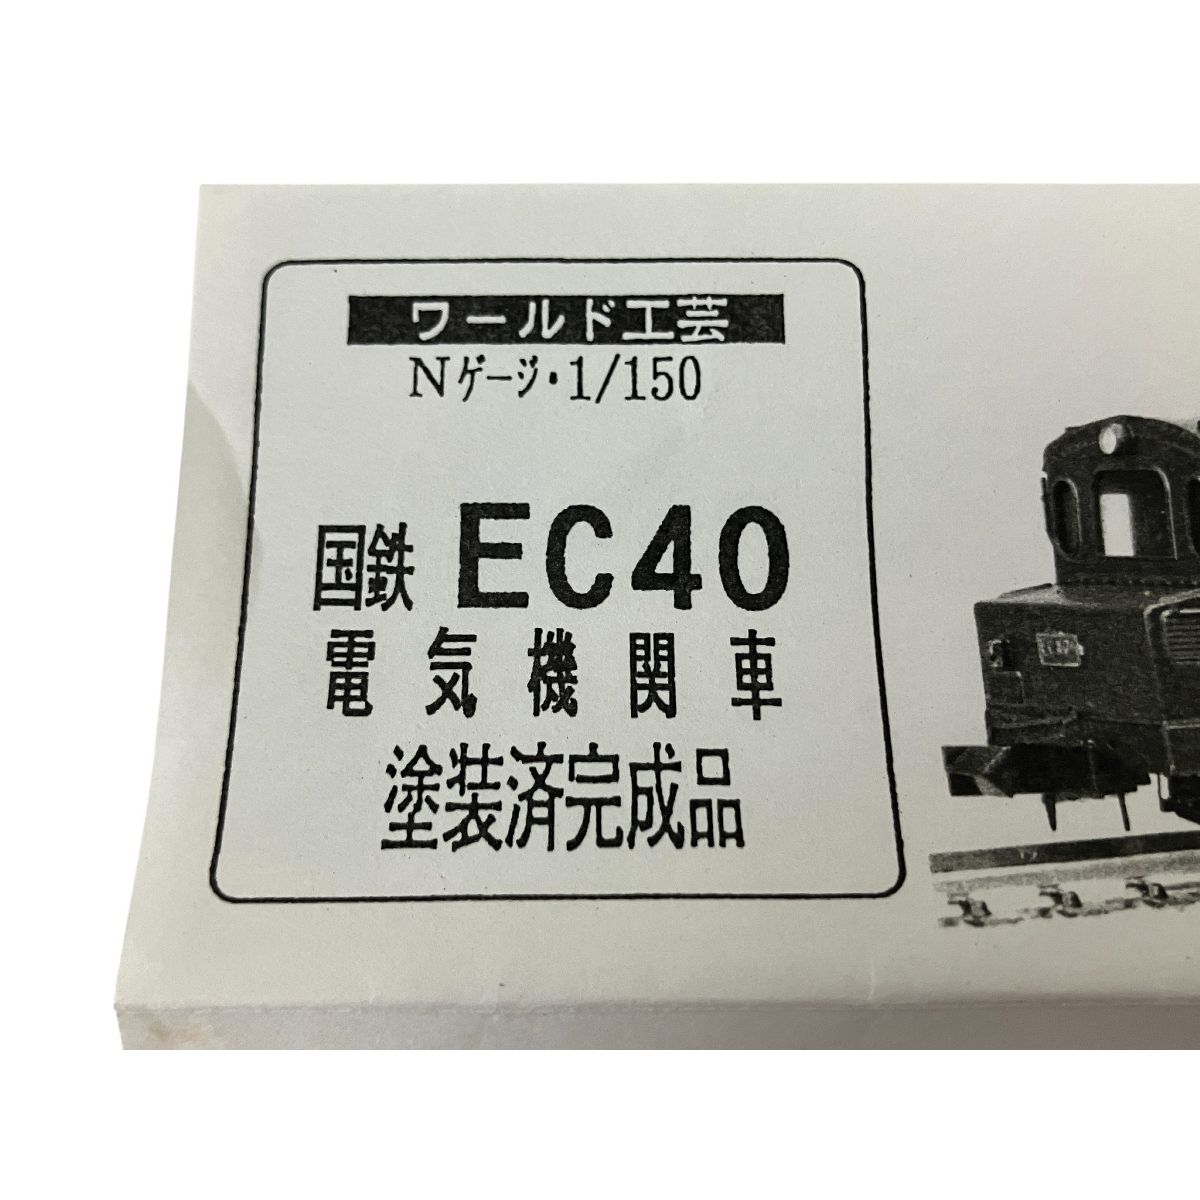 ワールド工芸
Nゲージ・1/150
国鉄 EC40
電気機関車
塗装済完成品